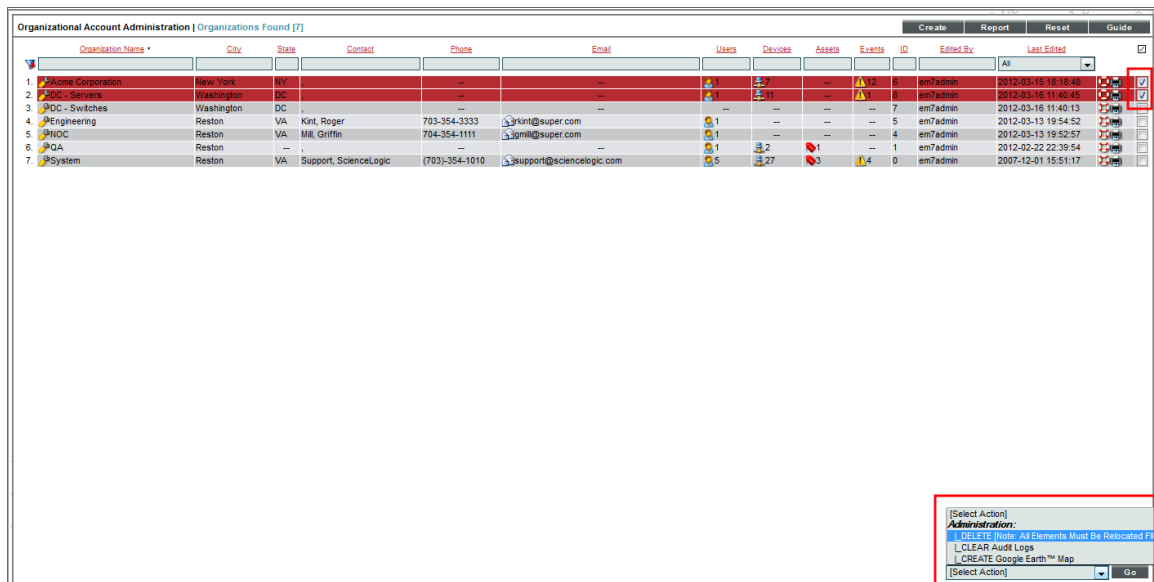 Organizational Account Administration | Organizations Found [7]
Create Report Reset Guide
Organization Name City State Contact Phone Email Users Devices Assets Events ID Edited By Last Edited
All
1. Acme Corporation New York NY , -- -- 1 7 -- 12 6 em7admin 2012-03-15 18:18:48
2. DC - Servers Washington DC , -- -- 1 11 -- 1 8 em7admin 2012-03-16 11:40:45
3. DC - Switches Washington DC , -- -- -- -- -- -- 7 em7admin 2012-03-16 11:40:13
4. Engineering Reston VA Kint, Roger 703-354-3333 rkint@super.com 1 -- -- -- 5 em7admin 2012-03-13 19:54:52
5. NOC Reston VA Mill, Griffin 704-354-1111 gmill@super.com 1 -- -- -- 4 em7admin 2012-03-13 19:52:57
6. QA Reston -- , -- -- 1 2 1 -- 1 em7admin 2012-02-22 22:39:54
7. System Reston VA Support, ScienceLogic (703)-354-1010 support@sciencelogic.com 5 27 3 4 0 em7admin 2007-12-01 15:51:17
[Select Action]
Administration:
|_DELETE [Note: All Elements Must Be Relocated
|_CLEAR Audit Logs
|_CREATE Google Earth™ Map
[Select Action] Go